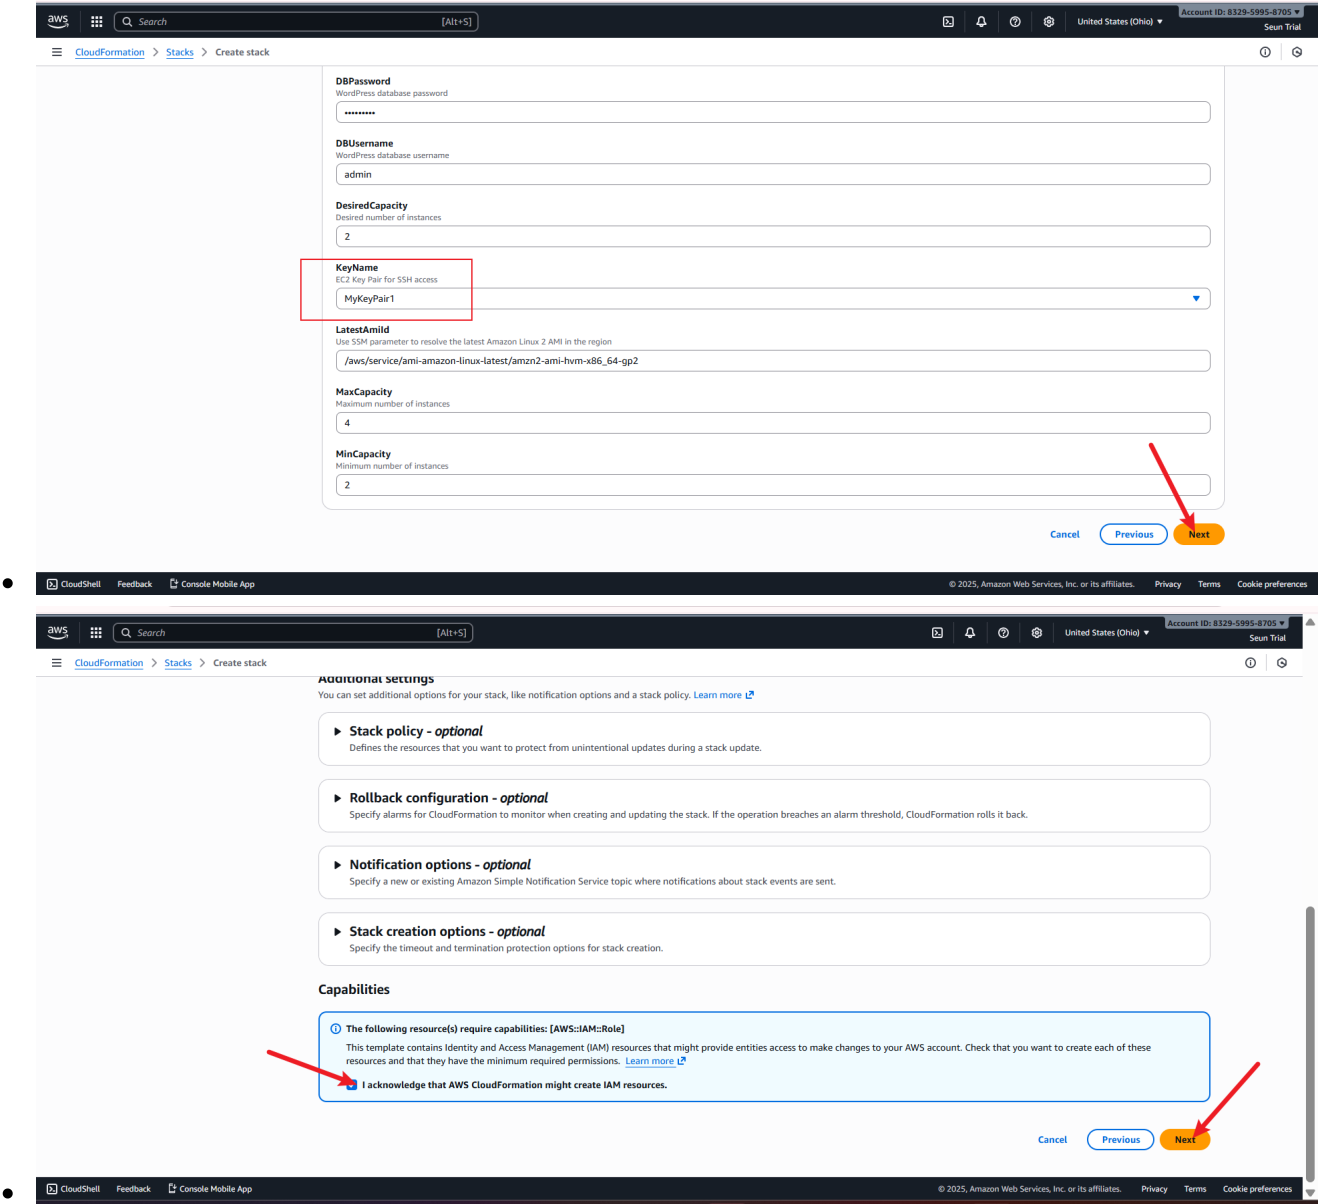 aws
Search
[Alt+S]
United States (Ohio)
Account ID: 8329-5995-8705
Seun Trial
CloudFormation > Stacks > Create stack
DBPassword
WordPress database password
•••••••••
DBUsername
WordPress database username
admin
DesiredCapacity
Desired number of instances
2
KeyName
EC2 Key Pair for SSH access
MyKeyPair1
LatestAmiId
Use SSM parameter to resolve the latest Amazon Linux 2 AMI in the region
/aws/service/ami-amazon-linux-latest/amzn2-ami-hvm-x86_64-gp2
MaxCapacity
Maximum number of instances
4
MinCapacity
Minimum number of instances
2
Cancel
Previous
Next
CloudShell
Feedback
Console Mobile App
© 2025, Amazon Web Services, Inc. or its affiliates.
Privacy
Terms
Cookie preferences
aws
Search
[Alt+S]
United States (Ohio)
Account ID: 8329-5995-8705
Seun Trial
CloudFormation > Stacks > Create stack
Additional settings
You can set additional options for your stack, like notification options and a stack policy. Learn more
Stack policy - optional
Defines the resources that you want to protect from unintentional updates during a stack update.
Rollback configuration - optional
Specify alarms for CloudFormation to monitor when creating and updating the stack. If the operation breaches an alarm threshold, CloudFormation rolls it back.
Notification options - optional
Specify a new or existing Amazon Simple Notification Service topic where notifications about stack events are sent.
Stack creation options - optional
Specify the timeout and termination protection options for stack creation.
Capabilities
The following resource(s) require capabilities: [AWS::IAM::Role]
This template contains Identity and Access Management (IAM) resources that might provide entities access to make changes to your AWS account. Check that you want to create each of these
resources and that they have the minimum required permissions. Learn more
I acknowledge that AWS CloudFormation might create IAM resources.
Cancel
Previous
Next
CloudShell
Feedback
Console Mobile App
© 2025, Amazon Web Services, Inc. or its affiliates.
Privacy
Terms
Cookie preferences